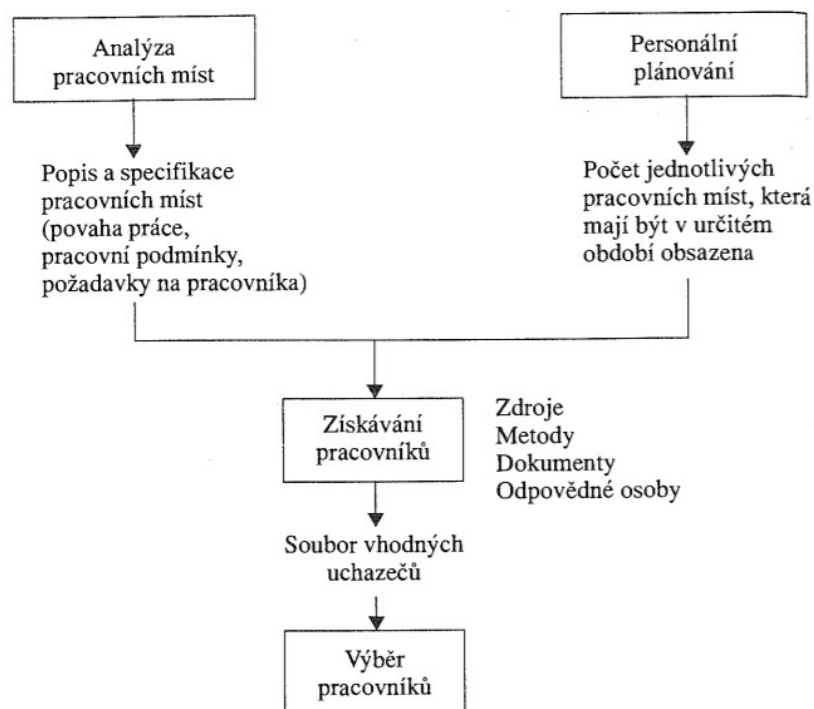 Analýza
pracovních míst
Personální
plánování
Popis a specifikace
pracovních míst
(povaha práce,
pracovní podmínky,
požadavky na pracovníka)
Počet jednotlivých
pracovních míst, která
mají být v určitém
období obsazena
Získávání
pracovníků
Zdroje
Metody
Dokumenty
Odpovědné osoby
Soubor vhodných
uchazečů
Výběr
pracovníků